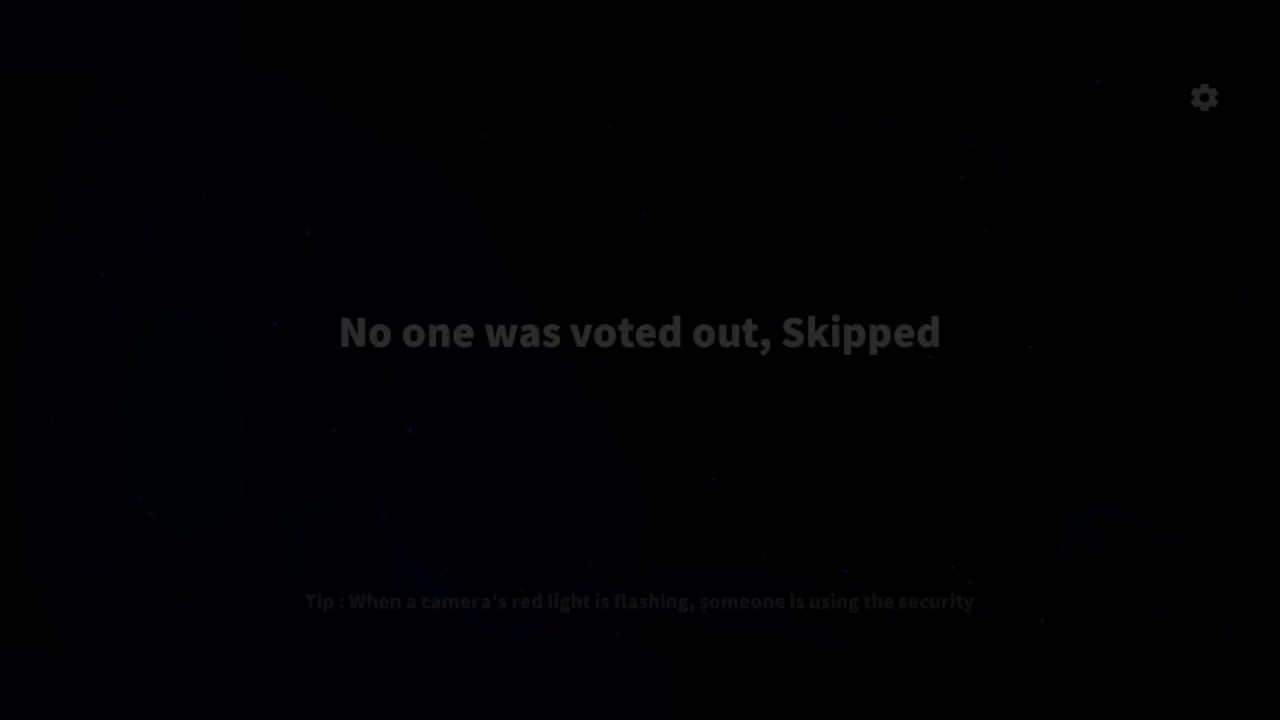 No one was voted out, Skipped
Tip : When a camera's red light is flashing, someone is using the security